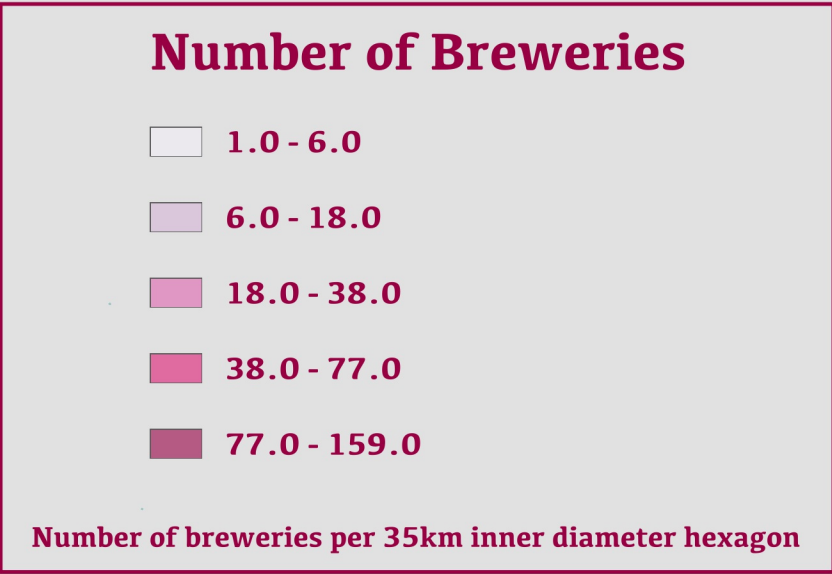 Number of Breweries
1.0 - 6.0
6.0 - 18.0
18.0 - 38.0
38.0 - 77.0
77.0 - 159.0
Number of breweries per 35km inner diameter hexagon